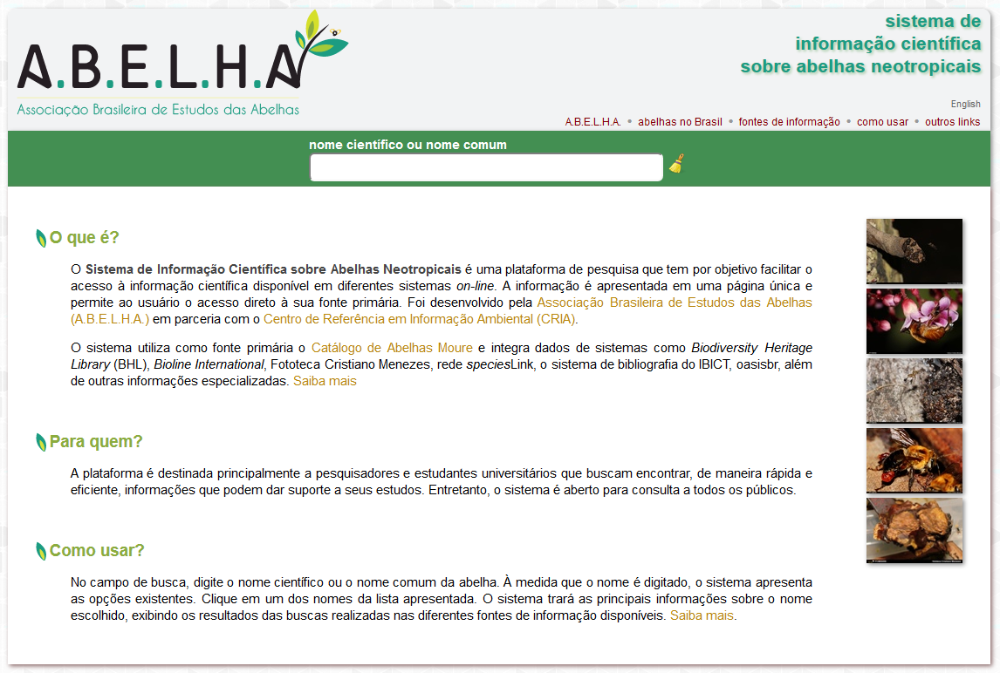 A.B.E.L.H.A
Associação Brasileira de Estudos das Abelhas
sistema de
informação científica
sobre abelhas neotropicais
English
A.B.E.L.H.A. • abelhas no Brasil • fontes de informação • como usar • outros links
nome científico ou nome comum
O que é?
O Sistema de Informação Científica sobre Abelhas Neotropicais é uma plataforma de pesquisa que tem por objetivo facilitar o
acesso à informação científica disponível em diferentes sistemas on-line. A informação é apresentada em uma página única e
permite ao usuário o acesso direto à sua fonte primária. Foi desenvolvido pela Associação Brasileira de Estudos das Abelhas
(A.B.E.L.H.A.) em parceria com o Centro de Referência em Informação Ambiental (CRIA).
O sistema utiliza como fonte primária o Catálogo de Abelhas Moure e integra dados de sistemas como Biodiversity Heritage
Library (BHL), Bioline International, Fototeca Cristiano Menezes, rede speciesLink, o sistema de bibliografia do IBICT, oasisbr, além
de outras informações especializadas. Saiba mais
Para quem?
A plataforma é destinada principalmente a pesquisadores e estudantes universitários que buscam encontrar, de maneira rápida e
eficiente, informações que podem dar suporte a seus estudos. Entretanto, o sistema é aberto para consulta a todos os públicos.
Como usar?
No campo de busca, digite o nome científico ou o nome comum da abelha. À medida que o nome é digitado, o sistema apresenta
as opções existentes. Clique em um dos nomes da lista apresentada. O sistema trará as principais informações sobre o nome
escolhido, exibindo os resultados das buscas realizadas nas diferentes fontes de informação disponíveis. Saiba mais.